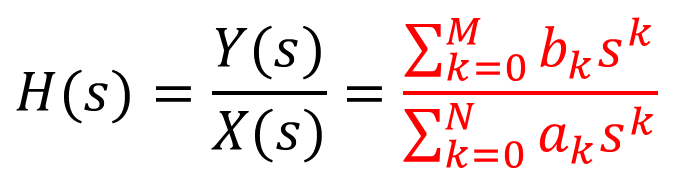 H(s) = Y(s)/X(s) = ∑_{k=0}^{M} b_k s^k / ∑_{k=0}^{N} a_k s^k